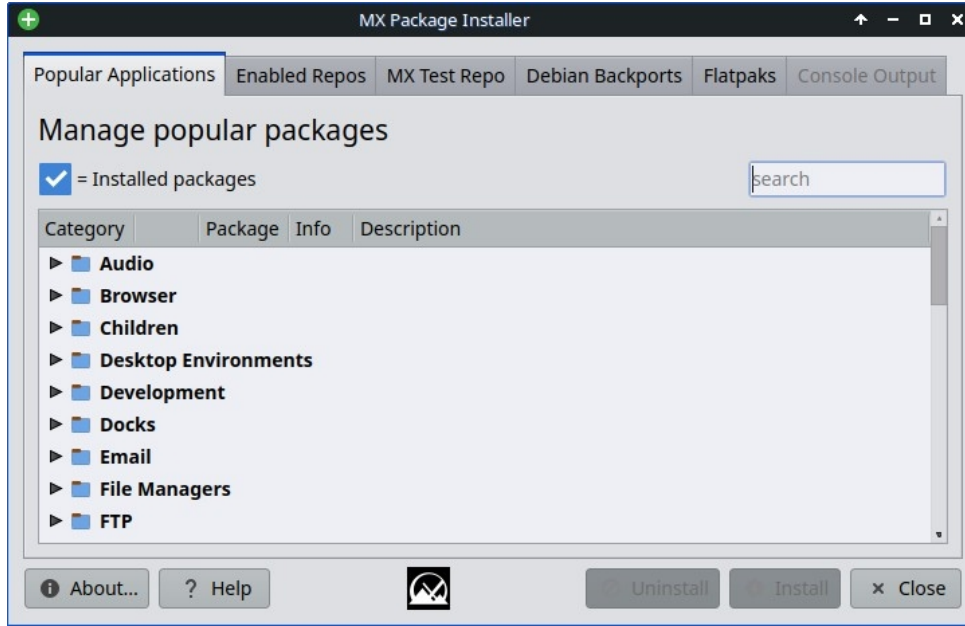 MX Package Installer
Popular Applications Enabled Repos MX Test Repo Debian Backports Flatpaks Console Output
Manage popular packages
= Installed packages search
Category Package Info Description
Audio
Browser
Children
Desktop Environments
Development
Docks
Email
File Managers
FTP
About... ? Help Uninstall Install Close